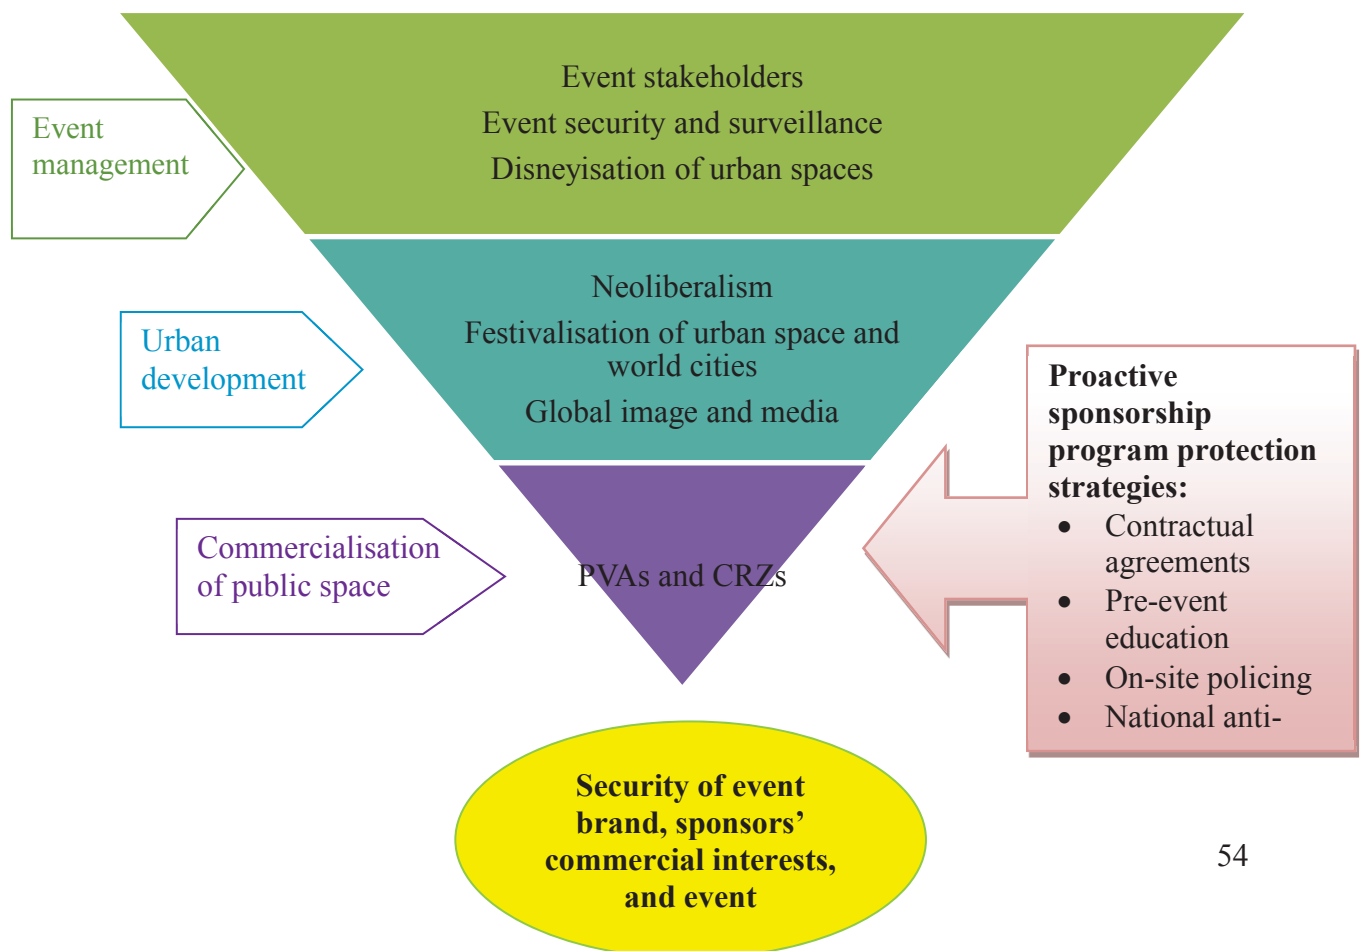 Event stakeholders
Event security and surveillance
Disneyisation of urban spaces
Event
management
Neoliberalism
Festivalisation of urban space and
world cities
Global image and media
Urban
development
Proactive
sponsorship
program protection
strategies:
• Contractual
agreements
• Pre-event
education
• On-site policing
• National anti-
Commercialisation
of public space
PVAs and CRZs
Security of event
brand, sponsors’
commercial interests,
and event
54